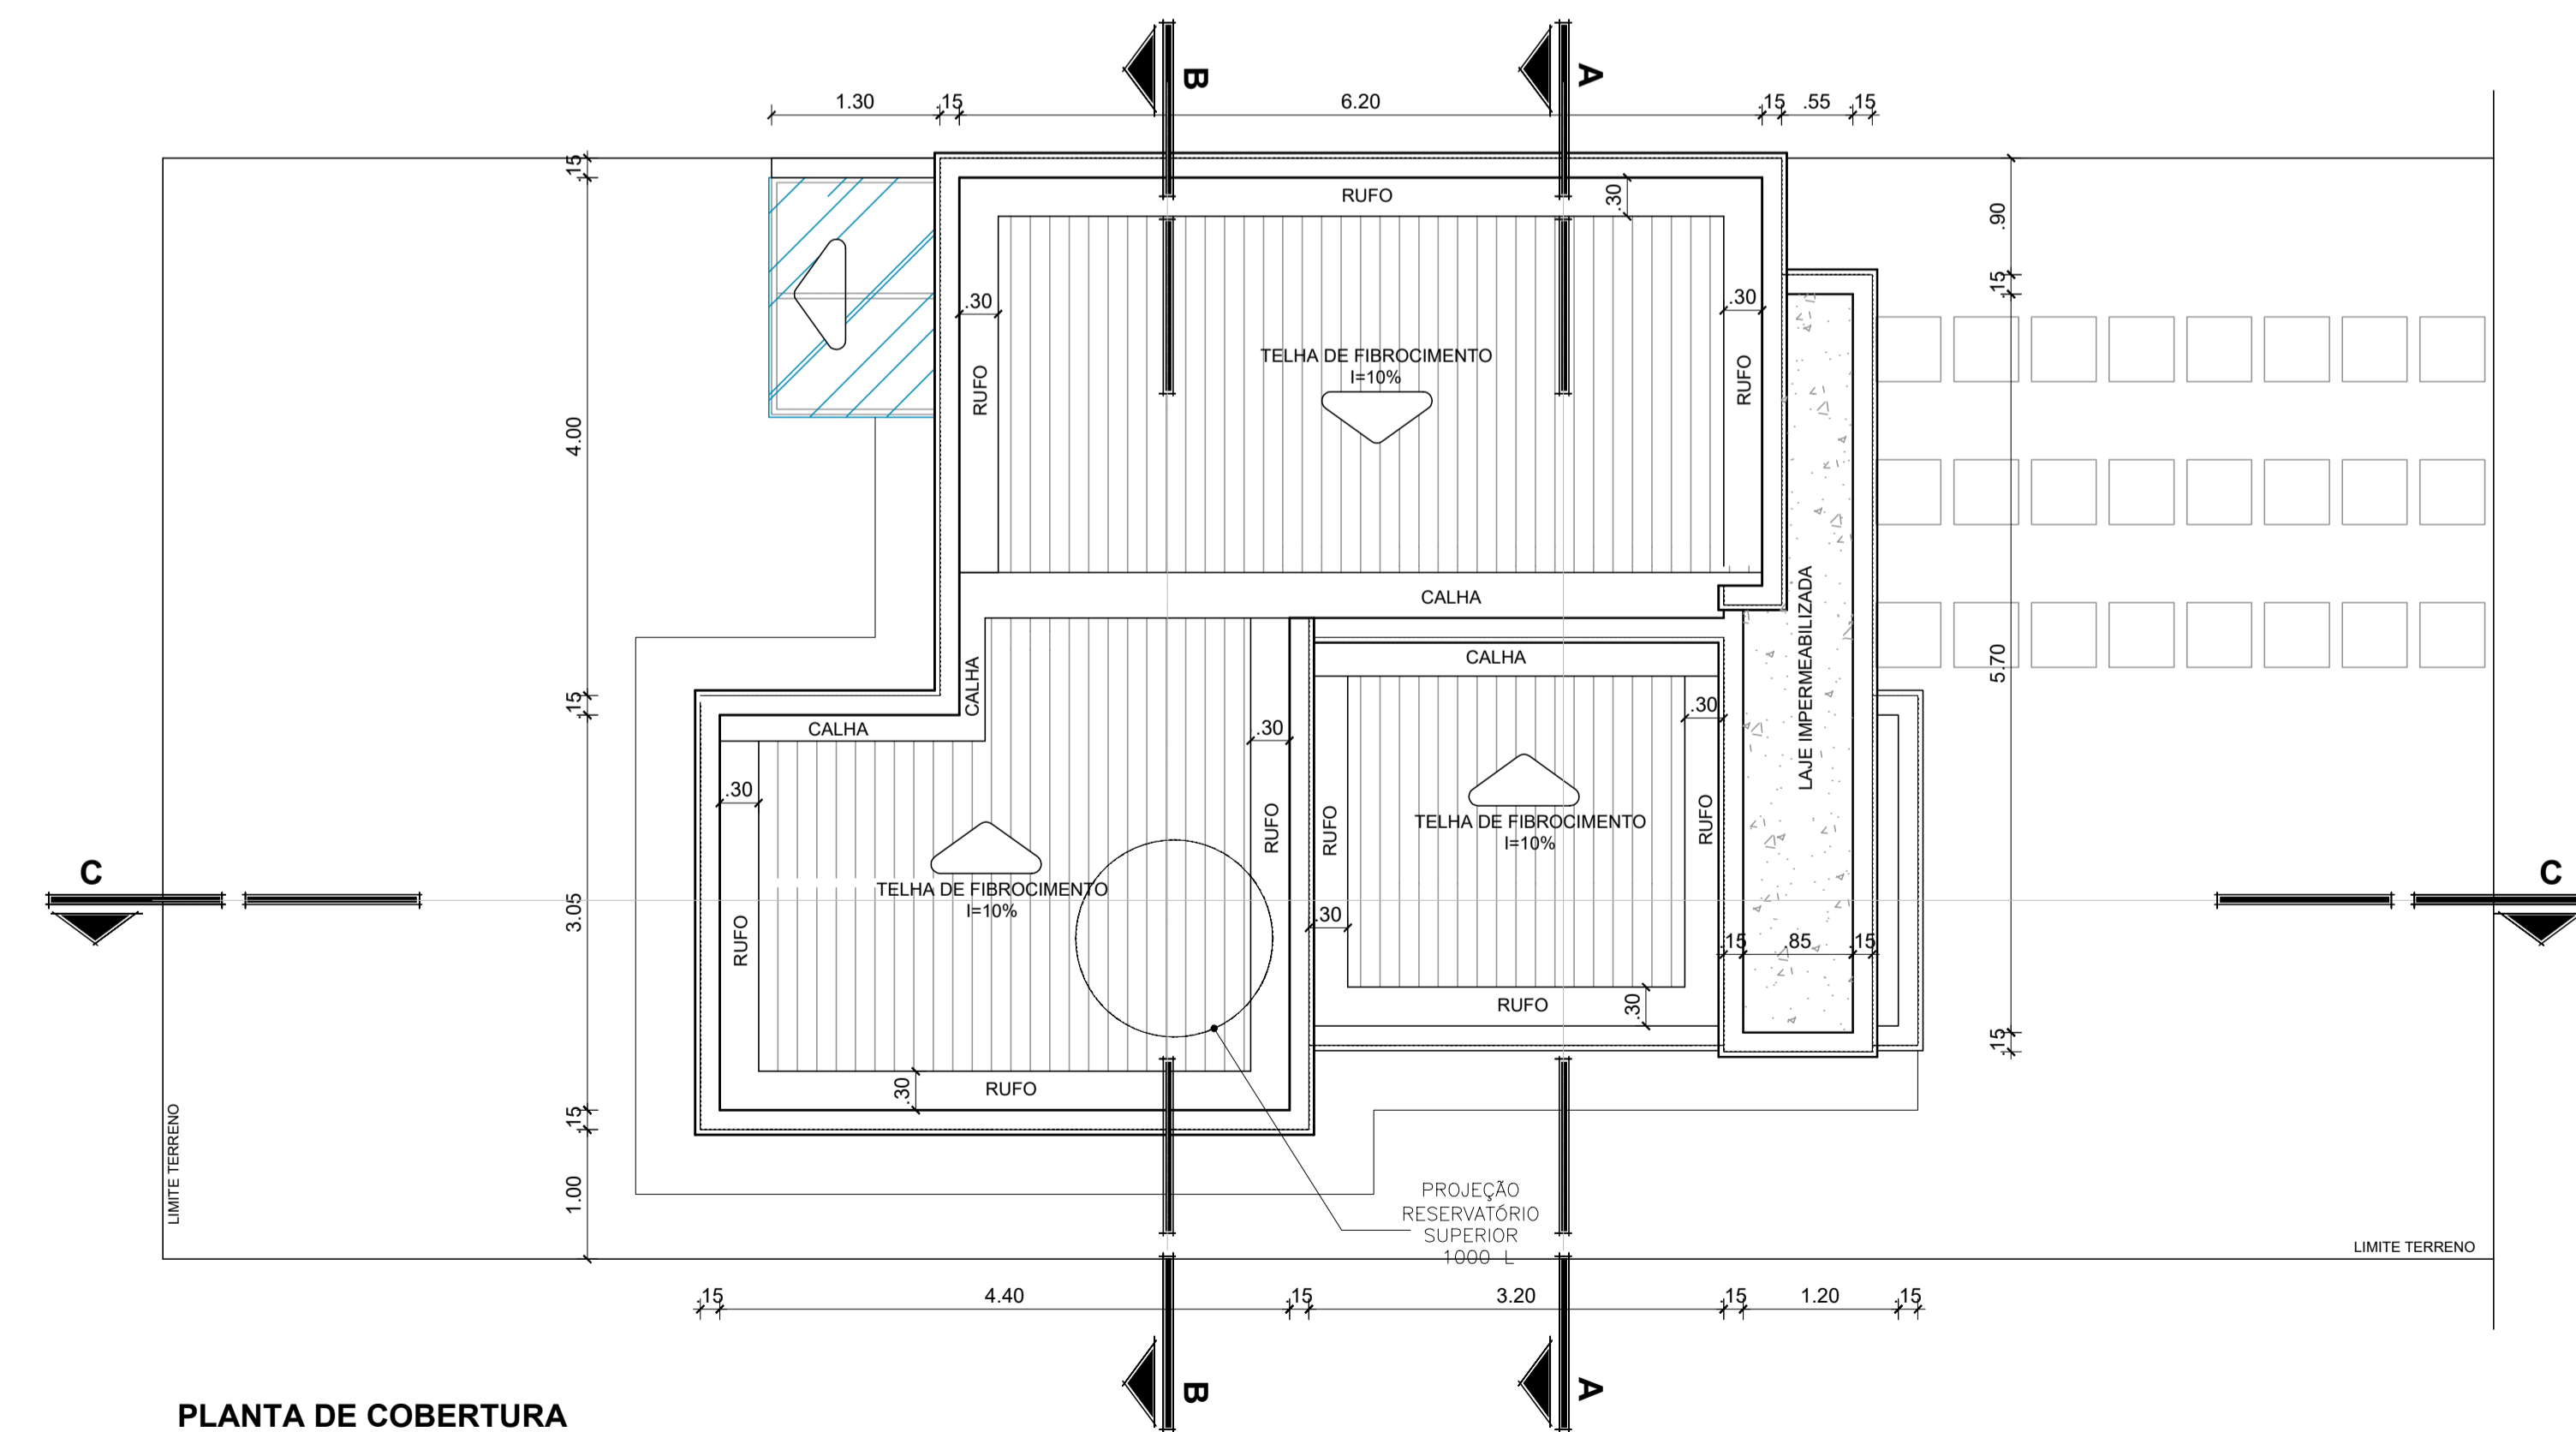 B
A
1.30
.15
6.20
.15
.55
.15
.15
RUFO
.30
.90
.15
.30
.30
TELHA DE FIBROCIMENTO
I=10%
RUFO
RUFO
4.00
CALHA
LAJE IMPERMEABILIZADA
CALHA
5.70
CALHA
.15
CALHA
.30
.30
.30
RUFO
RUFO
RUFO
TELHA DE FIBROCIMENTO
I=10%
C
C
TELHA DE FIBROCIMENTO
I=10%
3.05
.30
RUFO
.15
.85
.15
RUFO
.30
.15
.30
RUFO
.15
LIMITE TERRENO
1.00
PROJEÇÃO
RESERVATÓRIO
SUPERIOR
1000 L
LIMITE TERRENO
.15
4.40
.15
3.20
.15
1.20
.15
B
A
PLANTA DE COBERTURA